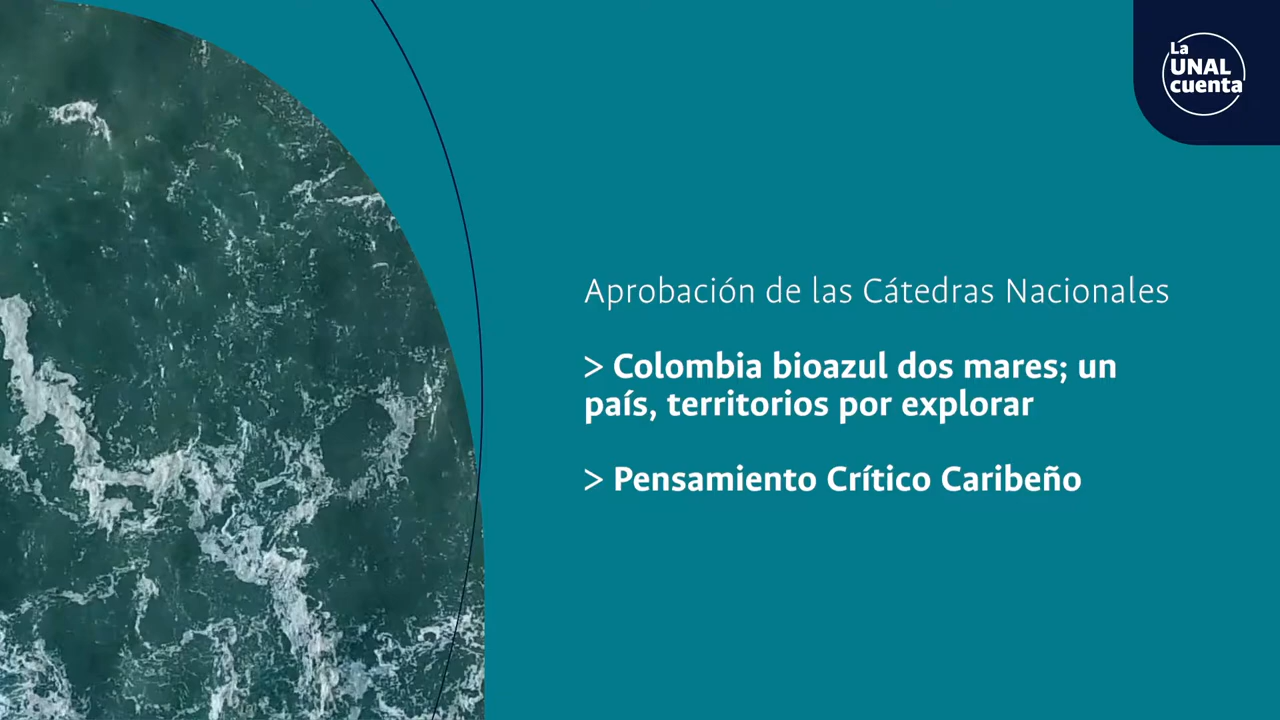 La
UNAL
cuenta
Aprobación de las Cátedras Nacionales
> Colombia bioazul dos mares; un
país, territorios por explorar
> Pensamiento Crítico Caribeño